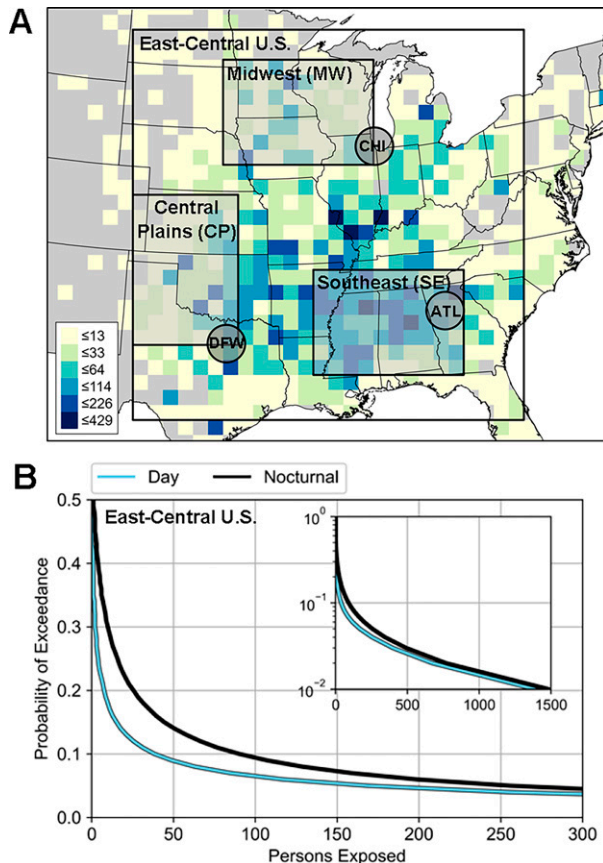 A
East-Central U.S.
Midwest (MW)
CHI
Central
Plains (CP)
Southeast (SE)
ATL
DFW
≤13
≤33
≤64
≤114
≤226
≤429
B
Day Nocturnal
East-Central U.S.
Probability of Exceedance
0.5
0.4
0.3
0.2
0.1
0.0
10⁰
10⁻¹
10⁻²
0 500 1000 1500
0 50 100 150 200 250 300
Persons Exposed